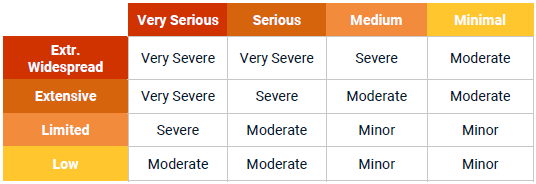 Very Serious Serious Medium Minimal
Extr.
Widespread Very Severe Very Severe Severe Moderate
Extensive Very Severe Severe Moderate Moderate
Limited Severe Moderate Minor Minor
Low Moderate Moderate Minor Minor